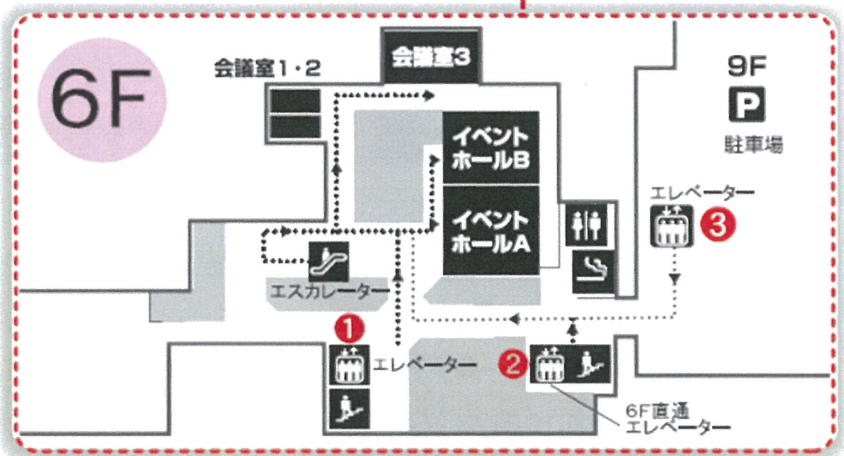 6F
会議室1・2
会議室3
9F
P
駐車場
イベント
ホールB
イベント
ホールA
エレベーター
3
エスカレーター
1
エレベーター
2
6F直通
エレベーター